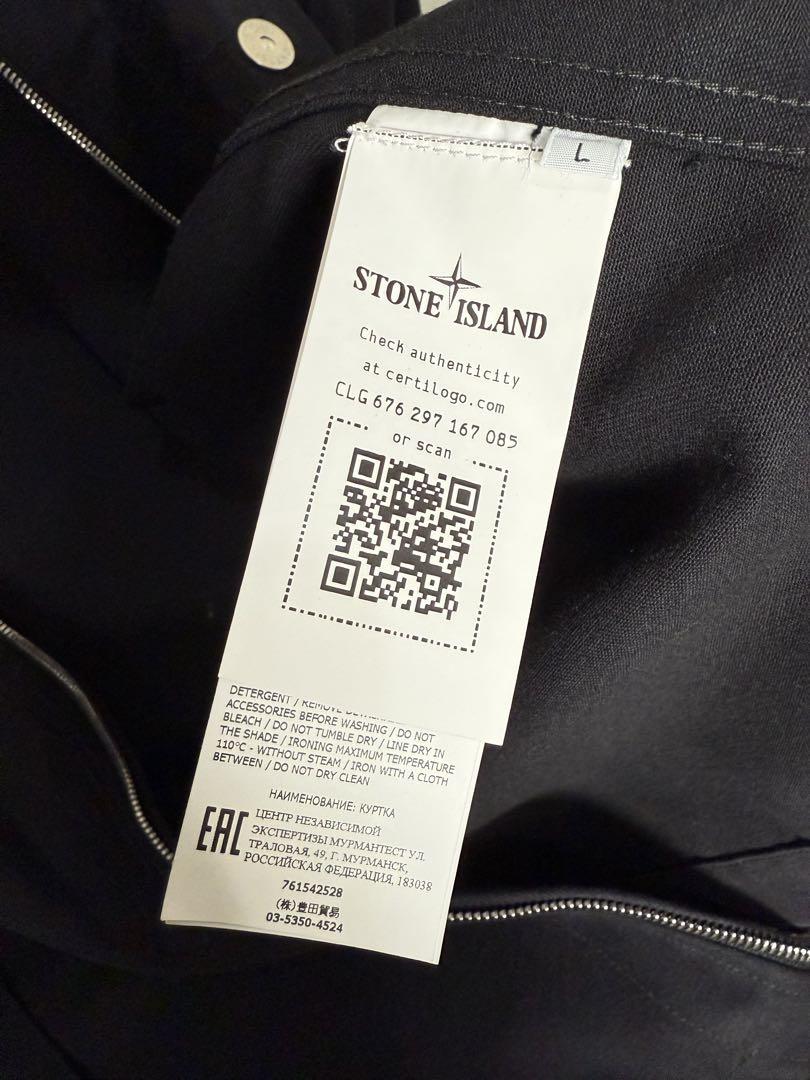 L
STONE ISLAND
Check authenticity
at certilogo.com
CLG 676 297 167 085
or scan
DETERGENT / REMOVE
ACCESSORIES BEFORE WASHING / DO NOT
BLEACH / DO NOT TUMBLE DRY / LINE DRY IN
THE SHADE / IRONING MAXIMUM TEMPERATURE
110°C - WITHOUT STEAM / IRON WITH A CLOTH
BETWEEN / DO NOT DRY CLEAN
НАИМЕНОВАНИЕ: КУРТКА
EAC
ЦЕНТР НЕЗАВИСИМОЙ
ЭКСПЕРТИЗЫ МУРМАНТЕСТ УЛ.
ТРАЛОВАЯ, 49, Г. МУРМАНСК,
РОССИЙСКАЯ ФЕДЕРАЦИЯ, 183038
761542528
(株)豊田貿易
03-5350-4524